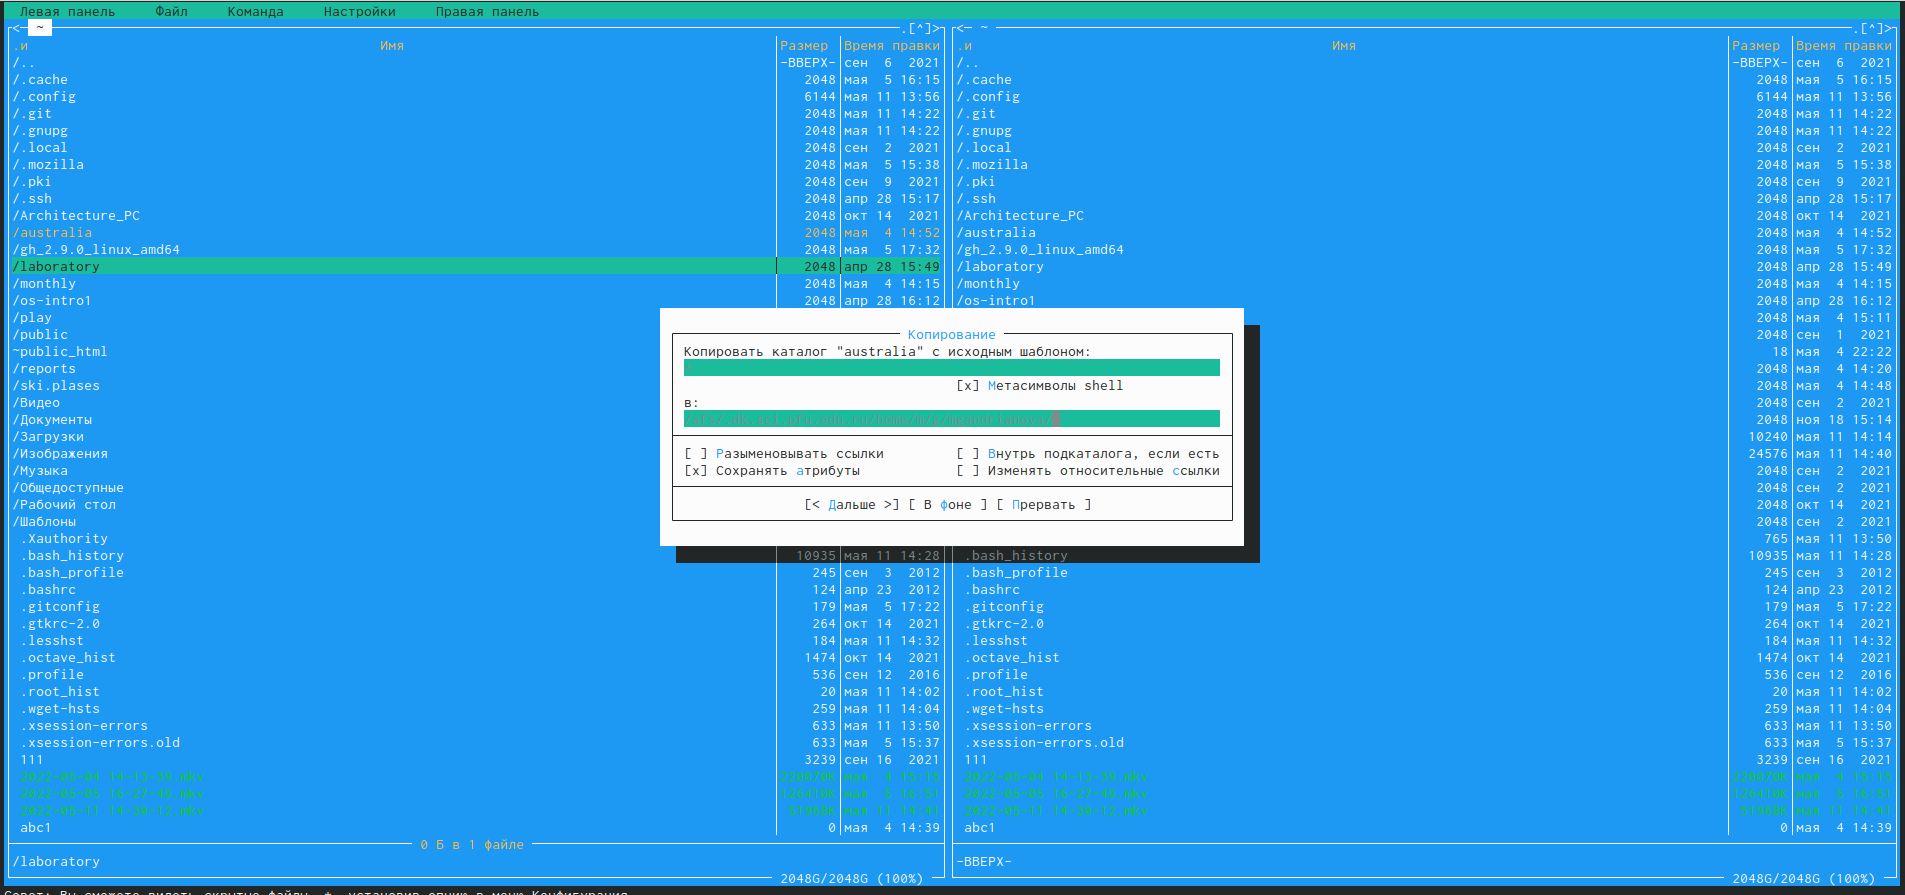 Левая панель Файл Команда Настройки Правая панель
<- ~ .[^]>
.и Имя Размер Время правки
/.. -ВВЕРХ- сен 6 2021
/.cache 2048 мая 5 16:15
/.config 6144 мая 11 13:56
/.git 2048 мая 11 14:22
/.gnupg 2048 мая 11 14:22
/.local 2048 сен 2 2021
/.mozilla 2048 мая 5 15:38
/.pki 2048 сен 9 2021
/.ssh 2048 апр 28 15:17
/Architecture_PC 2048 окт 14 2021
/australia 2048 мая 4 14:52
/gh_2.9.0_linux_amd64 2048 мая 5 17:32
/laboratory 2048 апр 28 15:49
/monthly 2048 мая 4 14:15
/os-intro1 2048 апр 28 16:12
/play
/public
~public_html
/reports
/ski.plases
/Видео
/Документы
/Загрузки
/Изображения
/Музыка
/Общедоступные
/Рабочий стол
/Шаблоны
.Xauthority
.bash_history 10935 мая 11 14:28
.bash_profile 245 сен 3 2012
.bashrc 124 апр 23 2012
.gitconfig 179 мая 5 17:22
.gtkrc-2.0 264 окт 14 2021
.lesshst 184 мая 11 14:32
.octave_hist 1474 окт 14 2021
.profile 536 сен 12 2016
.root_hist 20 мая 11 14:02
.wget-hsts 259 мая 11 14:04
.xsession-errors 633 мая 11 13:50
.xsession-errors.old 633 мая 5 15:37
111 3239 сен 16 2021
abc1 0 мая 4 14:39
0 Б в 1 файле
/laboratory
2048G/2048G (100%)
<- ~ .[^]>
.и Имя Размер Время правки
/.. -ВВЕРХ- сен 6 2021
/.cache 2048 мая 5 16:15
/.config 6144 мая 11 13:56
/.git 2048 мая 11 14:22
/.gnupg 2048 мая 11 14:22
/.local 2048 сен 2 2021
/.mozilla 2048 мая 5 15:38
/.pki 2048 сен 9 2021
/.ssh 2048 апр 28 15:17
/Architecture_PC 2048 окт 14 2021
/australia 2048 мая 4 14:52
/gh_2.9.0_linux_amd64 2048 мая 5 17:32
/laboratory 2048 апр 28 15:49
/monthly 2048 мая 4 14:15
/os-intro1 2048 апр 28 16:12
2048 мая 4 15:11
2048 сен 1 2021
18 мая 4 22:22
2048 мая 4 14:20
2048 мая 4 14:48
2048 сен 2 2021
2048 ноя 18 15:14
10240 мая 11 14:14
24576 мая 11 14:40
2048 сен 2 2021
2048 сен 2 2021
2048 окт 14 2021
2048 сен 2 2021
765 мая 11 13:50
.bash_history 10935 мая 11 14:28
.bash_profile 245 сен 3 2012
.bashrc 124 апр 23 2012
.gitconfig 179 мая 5 17:22
.gtkrc-2.0 264 окт 14 2021
.lesshst 184 мая 11 14:32
.octave_hist 1474 окт 14 2021
.profile 536 сен 12 2016
.root_hist 20 мая 11 14:02
.wget-hsts 259 мая 11 14:04
.xsession-errors 633 мая 11 13:50
.xsession-errors.old 633 мая 5 15:37
111 3239 сен 16 2021
abc1 0 мая 4 14:39
-ВВЕРХ-
2048G/2048G (100%)
Копирование
Копировать каталог "australia" с исходным шаблоном:
[x] Метасимволы shell
в:
[ ] Разыменовывать ссылки [ ] Внутрь подкаталога, если есть
[x] Сохранять атрибуты [ ] Изменять относительные ссылки
[< Дальше >] [ В фоне ] [ Прервать ]